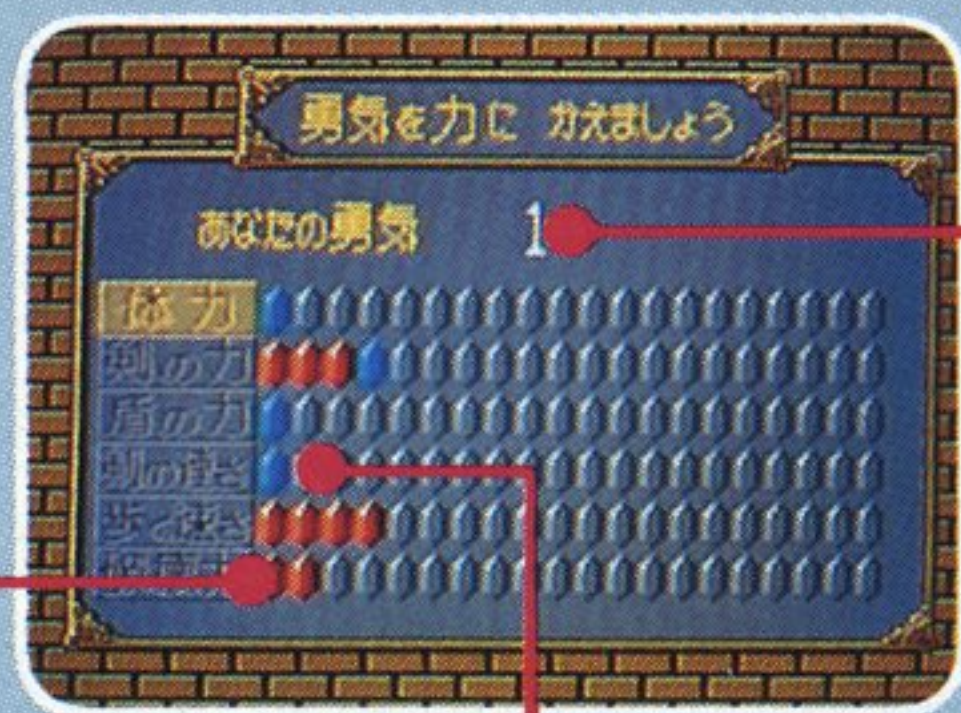 勇気を力に かえましょう
あなたの勇気 1
体力
剣の力
盾の力
剣の速さ
歩く速さ